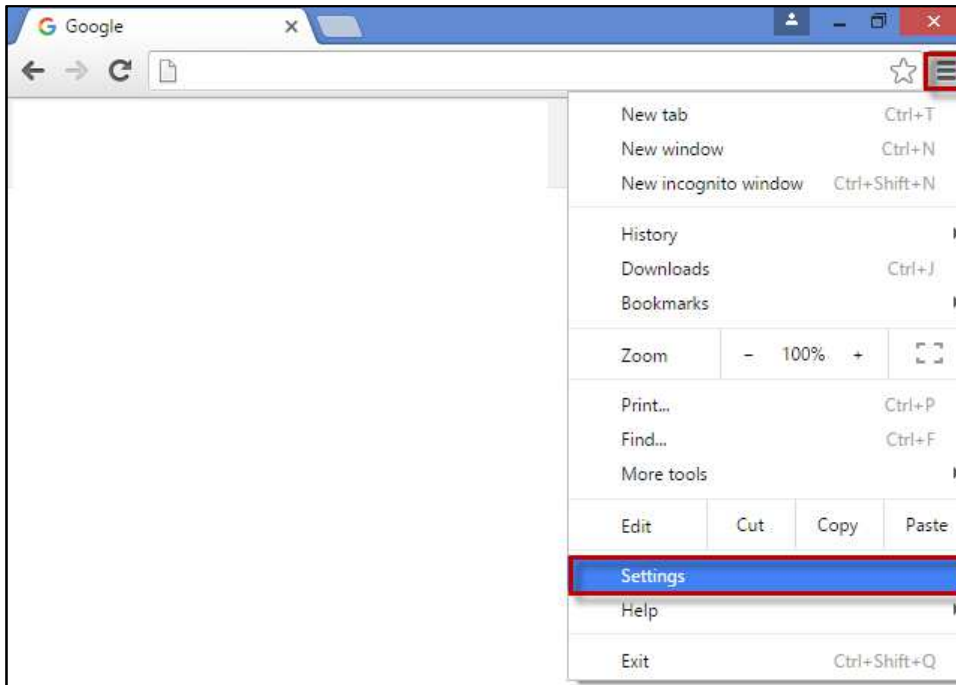 Google
New tab Ctrl+T
New window Ctrl+N
New incognito window Ctrl+Shift+N
History
Downloads Ctrl+J
Bookmarks
Zoom - 100% +
Print... Ctrl+P
Find... Ctrl+F
More tools
Edit Cut Copy Paste
Settings
Help
Exit Ctrl+Shift+Q